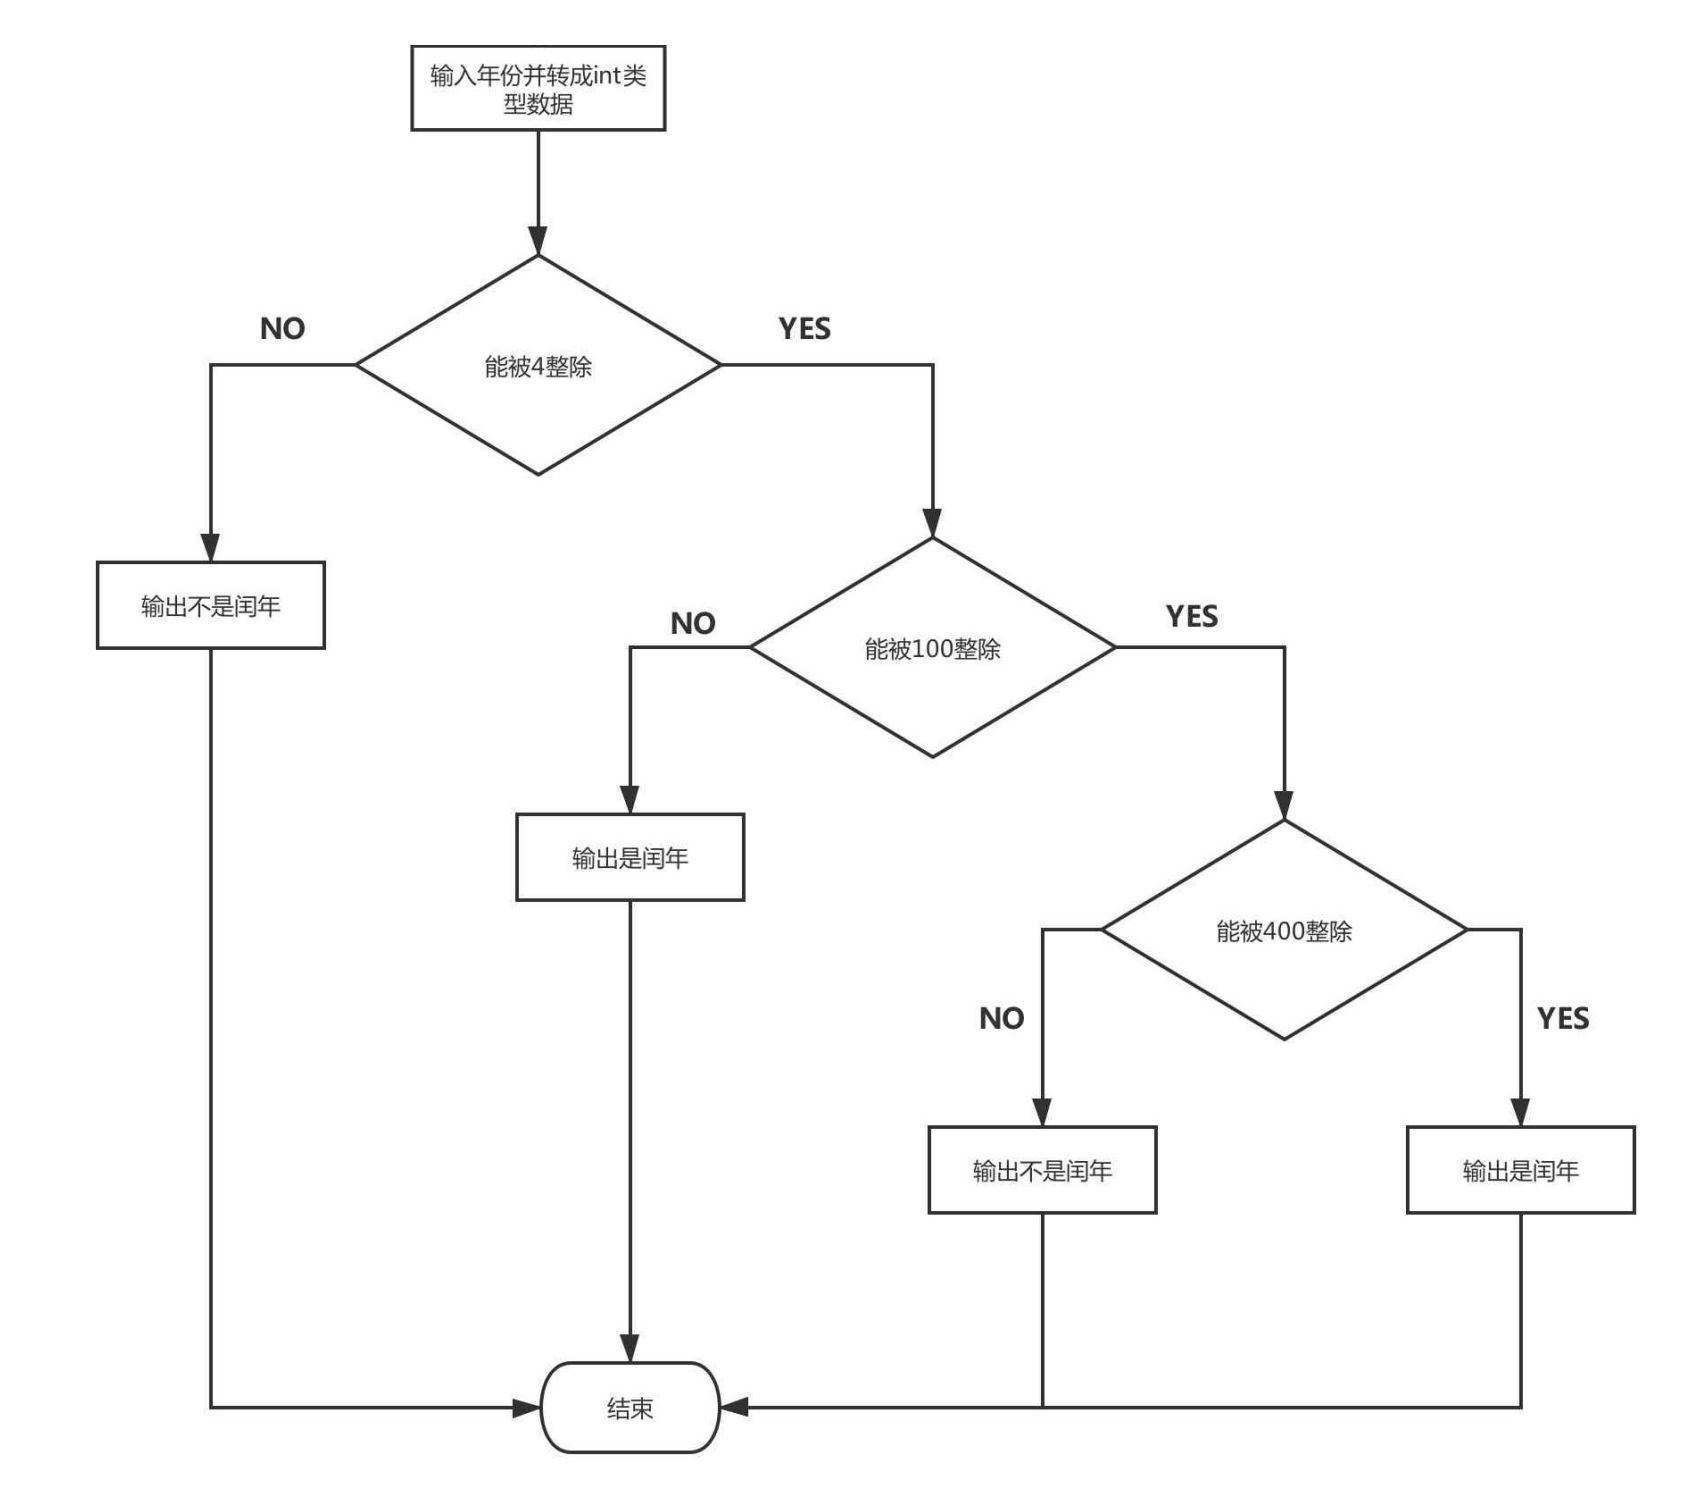 输入年份并转成int类
型数据
NO
YES
能被4整除
输出不是闰年
NO
YES
能被100整除
输出是闰年
能被400整除
NO
YES
输出不是闰年
输出是闰年
结束